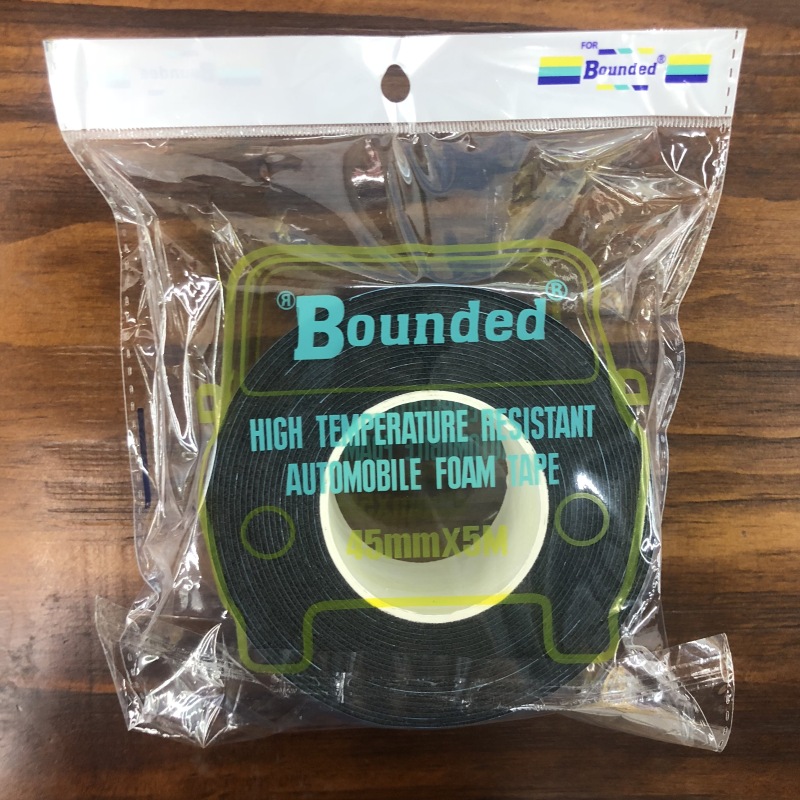 FOR
Bounded®
®Bounded®
HIGH TEMPERATURE RESISTANT
AUTOMOBILE FOAM TAPE
45mmX5M